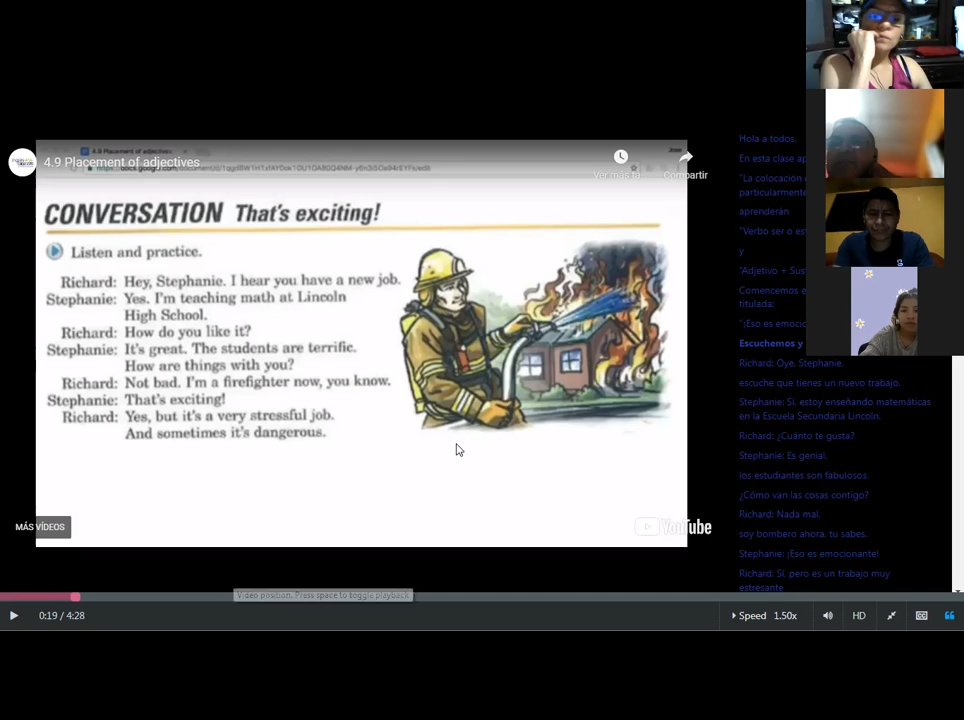 4.9 Placement of adjectives
4.9 Placement of adjectives
Ver más ta
Compartir
CONVERSATION That's exciting!
Listen and practice.
Richard: Hey, Stephanie. I hear you have a new job.
Stephanie: Yes. I'm teaching math at Lincoln
High School.
Richard: How do you like it?
Stephanie: It's great. The students are terrific.
How are things with you?
Richard: Not bad. I'm a firefighter now, you know.
Stephanie: That's exciting!
Richard: Yes, but it's a very stressful job.
And sometimes it's dangerous.
MÁS VÍDEOS
YouTube
Video position. Press space to toggle playback
0:19 / 4:28
Speed 1.50x
HD
Hola a todos.
En esta clase ap
"La colocación
particularmente
aprenderán
"Verbo ser o est
y
"Adjetivo + Sus
Comencemos e
titulada:
"¡Eso es emocio
Escuchemos y
Richard: Oye, Stephanie,
escuche que tienes un nuevo trabajo.
Stephanie: Sí, estoy enseñando matemáticas
en la Escuela Secundaria Lincoln.
Richard: ¿Cuánto te gusta?
Stephanie: Es genial,
los estudiantes son fabulosos.
¿Cómo van las cosas contigo?
Richard: Nada mal,
soy bombero ahora, tu sabes.
Stephanie: ¡Eso es emocionante!
Richard: Sí, pero es un trabajo muy
estresante